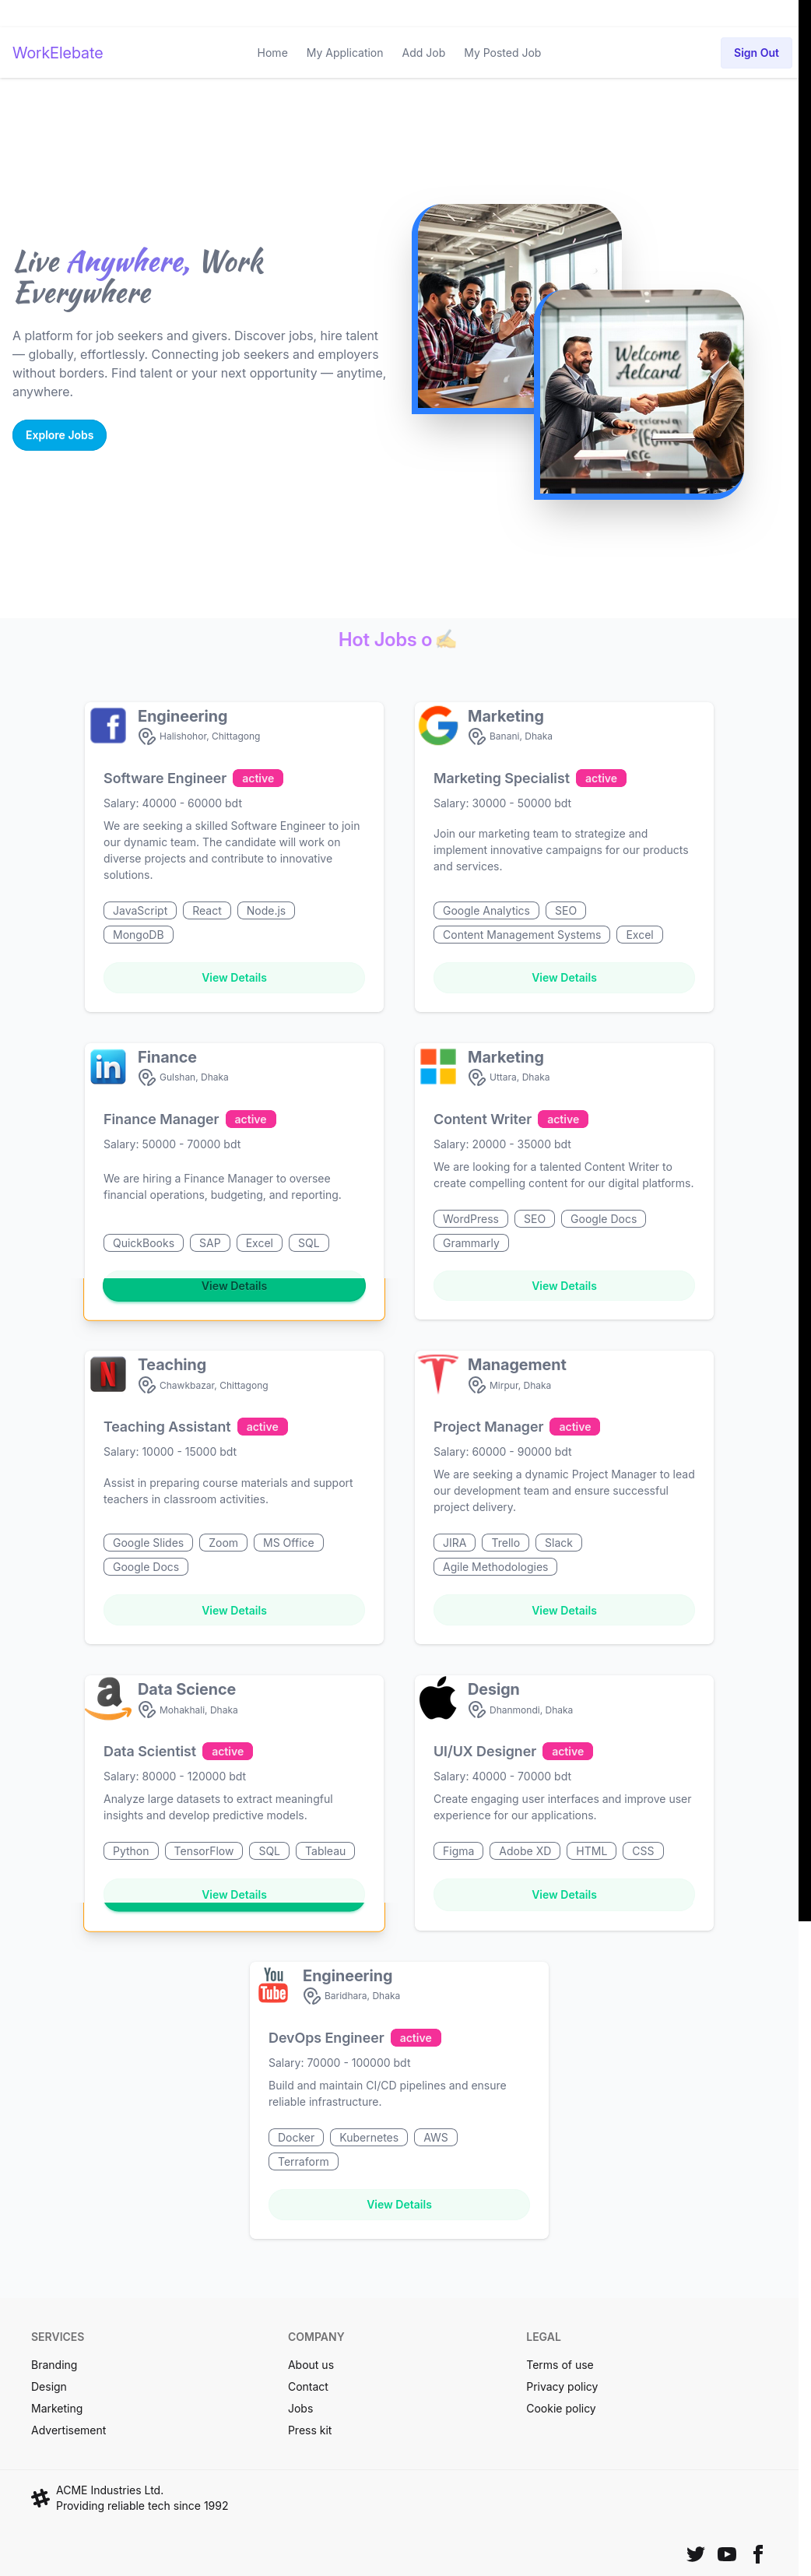 WorkElebate
Home My Application Add Job My Posted Job
Sign Out
Live Anywhere, Work
Everywhere
A platform for job seekers and givers. Discover jobs, hire talent
— globally, effortlessly. Connecting job seekers and employers
without borders. Find talent or your next opportunity — anytime,
anywhere.
Explore Jobs
Welcome
Aelcard
Hot Jobs o ✍
Engineering
Halishohor, Chittagong
Software Engineer active
Salary: 40000 - 60000 bdt
We are seeking a skilled Software Engineer to join
our dynamic team. The candidate will work on
diverse projects and contribute to innovative
solutions.
JavaScript React Node.js
MongoDB
View Details
Marketing
Banani, Dhaka
Marketing Specialist active
Salary: 30000 - 50000 bdt
Join our marketing team to strategize and
implement innovative campaigns for our products
and services.
Google Analytics SEO
Content Management Systems Excel
View Details
in
Finance
Gulshan, Dhaka
Finance Manager active
Salary: 50000 - 70000 bdt
We are hiring a Finance Manager to oversee
financial operations, budgeting, and reporting.
QuickBooks SAP Excel SQL
View Details
Marketing
Uttara, Dhaka
Content Writer active
Salary: 20000 - 35000 bdt
We are looking for a talented Content Writer to
create compelling content for our digital platforms.
WordPress SEO Google Docs
Grammarly
View Details
N
Teaching
Chawkbazar, Chittagong
Teaching Assistant active
Salary: 10000 - 15000 bdt
Assist in preparing course materials and support
teachers in classroom activities.
Google Slides Zoom MS Office
Google Docs
View Details
Management
Mirpur, Dhaka
Project Manager active
Salary: 60000 - 90000 bdt
We are seeking a dynamic Project Manager to lead
our development team and ensure successful
project delivery.
JIRA Trello Slack
Agile Methodologies
View Details
Data Science
Mohakhali, Dhaka
Data Scientist active
Salary: 80000 - 120000 bdt
Analyze large datasets to extract meaningful
insights and develop predictive models.
Python TensorFlow SQL Tableau
View Details
Design
Dhanmondi, Dhaka
UI/UX Designer active
Salary: 40000 - 70000 bdt
Create engaging user interfaces and improve user
experience for our applications.
Figma Adobe XD HTML CSS
View Details
You
Tube
Engineering
Baridhara, Dhaka
DevOps Engineer active
Salary: 70000 - 100000 bdt
Build and maintain CI/CD pipelines and ensure
reliable infrastructure.
Docker Kubernetes AWS
Terraform
View Details
SERVICES
Branding
Design
Marketing
Advertisement
COMPANY
About us
Contact
Jobs
Press kit
LEGAL
Terms of use
Privacy policy
Cookie policy
ACME Industries Ltd.
Providing reliable tech since 1992